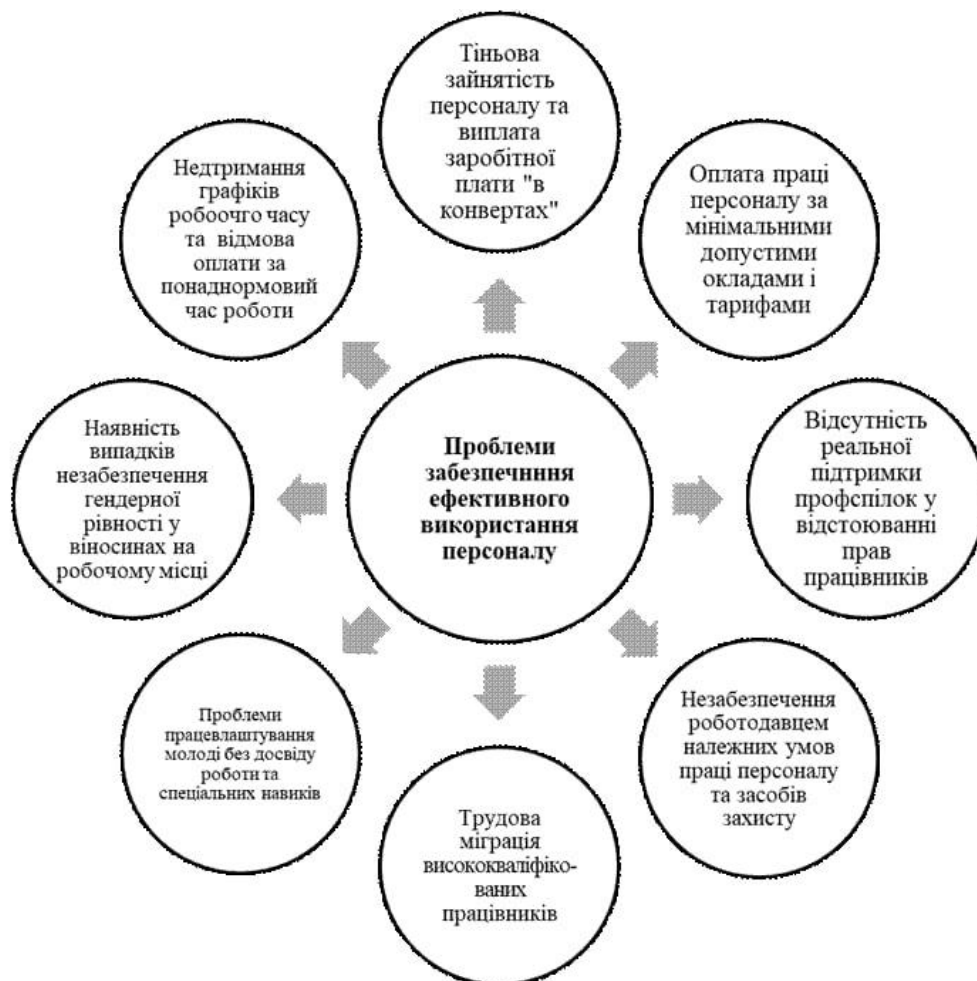 Тіньова
зайнятість
персоналу та
виплата
заробітної
плати "в
конвертах"
Оплата праці
персоналу за
мінімальними
допустими
окладами і
тарифами
Відсутність
реальної
підтримки
профспілок у
відстоюванні
прав
працівників
Незабезпечення
роботодавцем
належних умов
праці персоналу
та засобів
захисту
Трудова
міграція
висококваліфіко-
ваних
працівників
Проблеми
працевлаштування
молоді без досвіду
роботи та
спеціальних навиків
Наявність
випадків
незабезпечення
гендерної
рівності у
віносинах на
робочому місці
Недтримання
графіків
робоочго часу
та відмова
оплати за
понаднормовий
час роботи
Проблеми
забезпечниня
ефективного
використання
персоналу